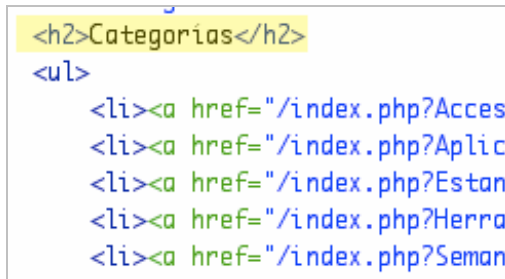 <h2>Categorías</h2>
<ul>
<li><a href="/index.php?Acces
<li><a href="/index.php?Aplic
<li><a href="/index.php?Estan
<li><a href="/index.php?Herra
<li><a href="/index.php?Seman